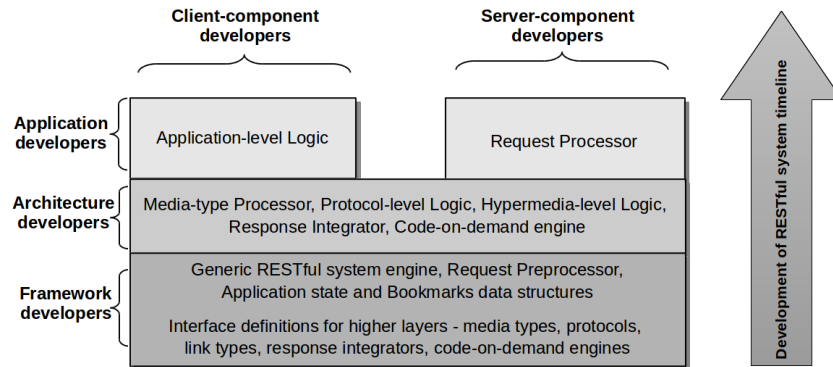 Client-component
developers
Server-component
developers
Application
developers
Application-level Logic
Request Processor
Architecture
developers
Media-type Processor, Protocol-level Logic, Hypermedia-level Logic,
Response Integrator, Code-on-demand engine
Framework
developers
Generic RESTful system engine, Request Preprocessor,
Application state and Bookmarks data structures
Interface definitions for higher layers - media types, protocols,
link types, response integrators, code-on-demand engines
Development of RESTful system timeline